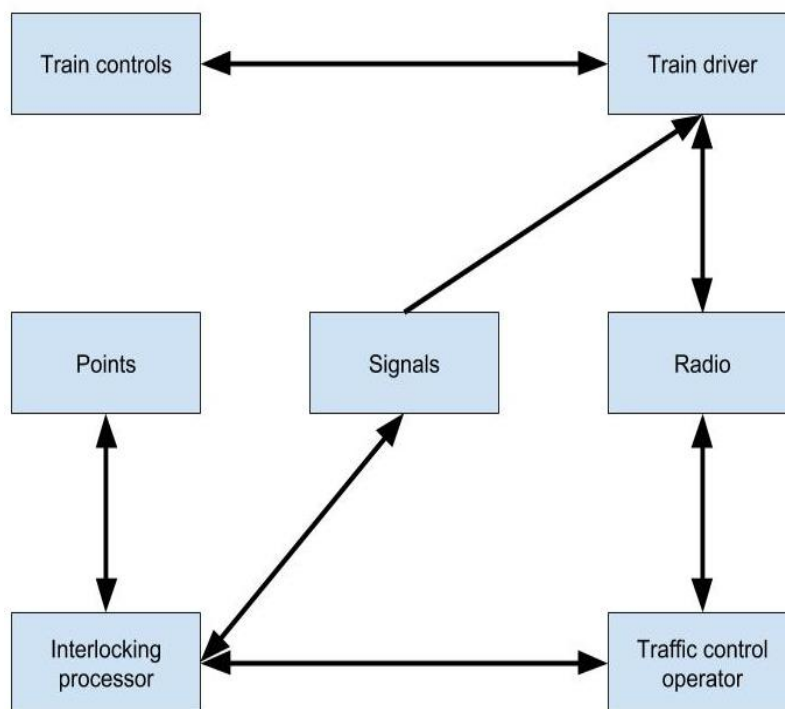 Train controls
Train driver
Points
Signals
Radio
Interlocking
processor
Traffic control
operator